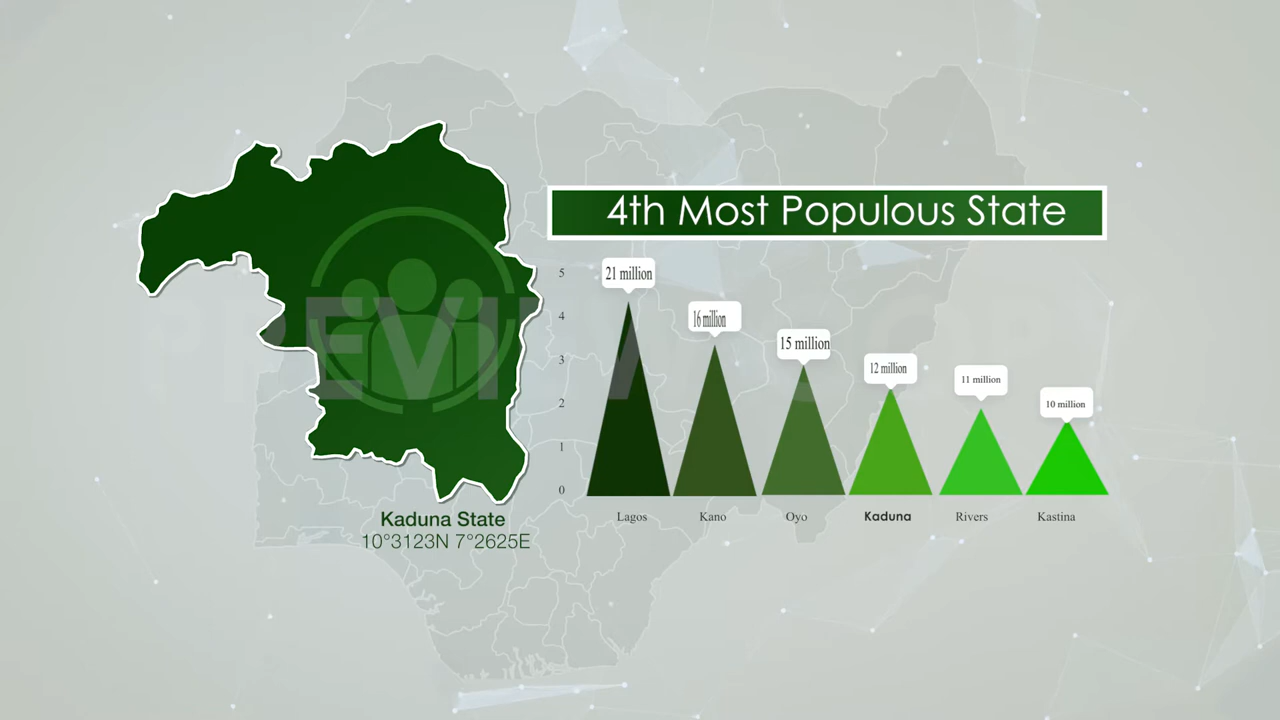 4th Most Populous State
5
4
3
2
1
0
21 million
16 million
15 million
12 million
11 million
10 million
Lagos
Kano
Oyo
Kaduna
Rivers
Kastina
Kaduna State
10°3123N 7°2625E